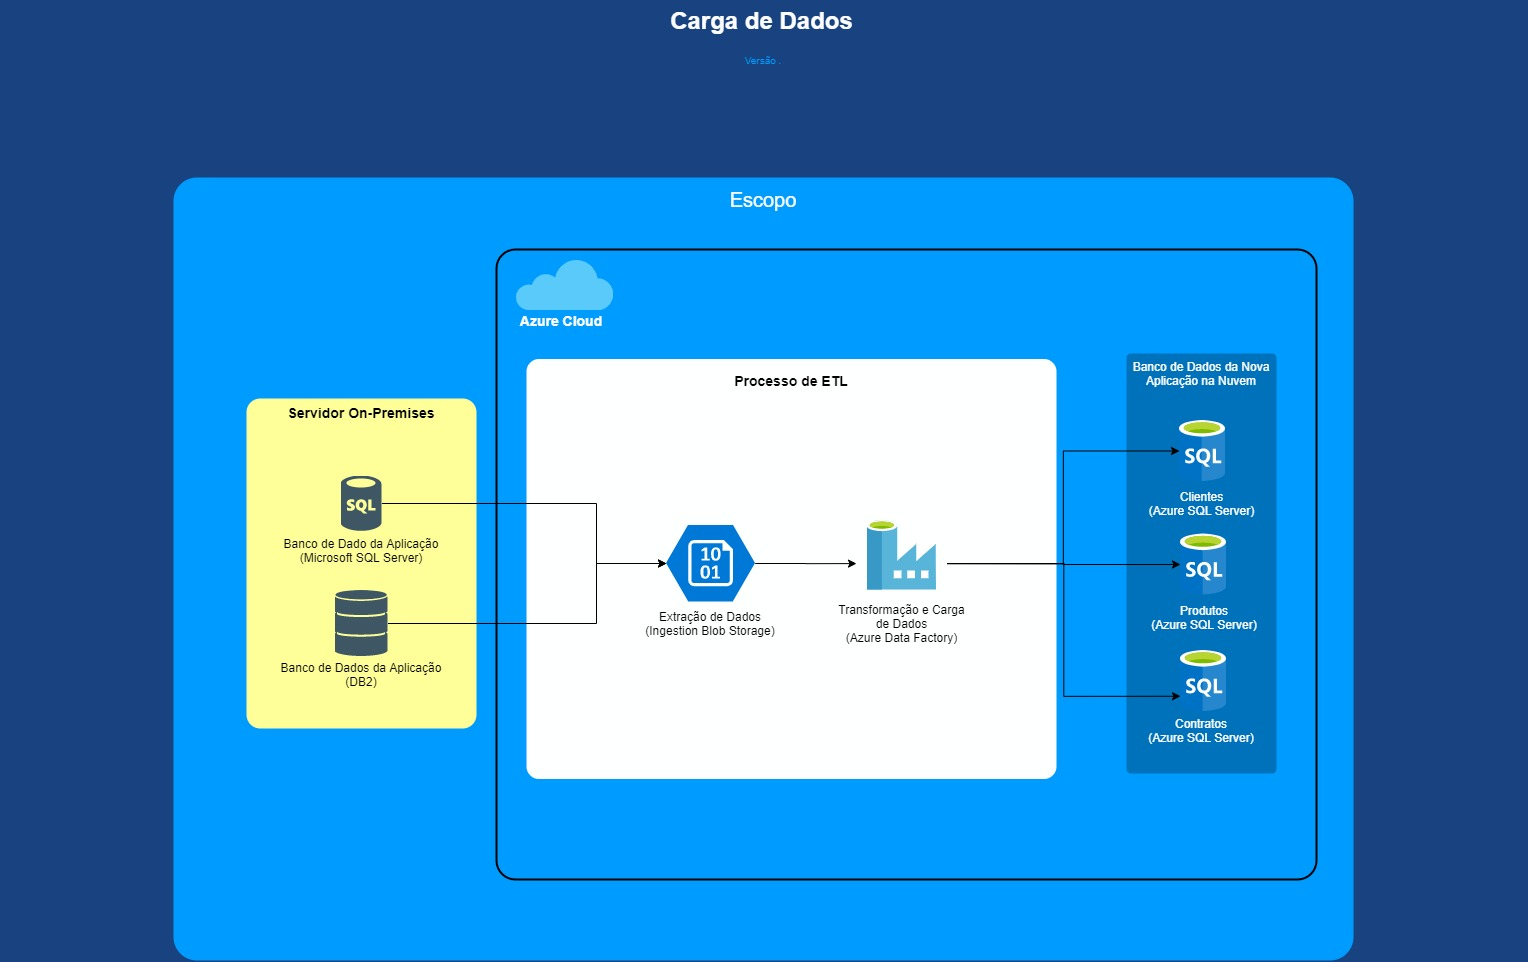 Carga de Dados
Versão .
Escopo
Azure Cloud
Servidor On-Premises
SQL
Banco de Dado da Aplicação
(Microsoft SQL Server)
Banco de Dados da Aplicação
(DB2)
Processo de ETL
10
01
Extração de Dados
(Ingestion Blob Storage)
Transformação e Carga
de Dados
(Azure Data Factory)
Banco de Dados da Nova
Aplicação na Nuvem
SQL
Clientes
(Azure SQL Server)
SQL
Produtos
(Azure SQL Server)
SQL
Contratos
(Azure SQL Server)